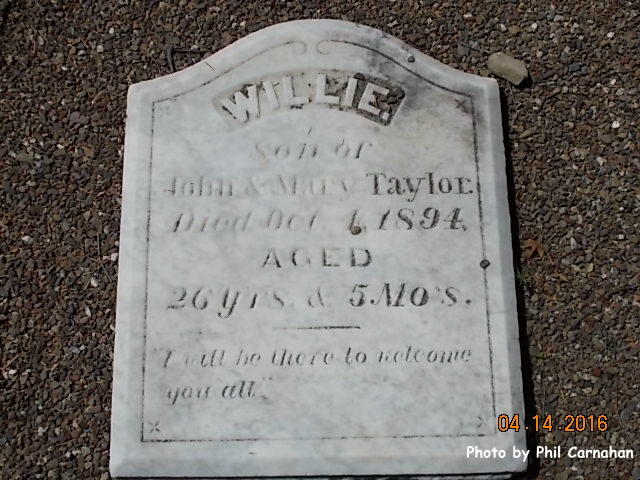 WILLIE.
Son of
John & Mary Taylor.
Died Oct. 1, 1894,
AGED
26 Yrs. & 5 Mo's.
"I will be there to welcome
you all."
04.14.2016
Photo by Phil Carnahan